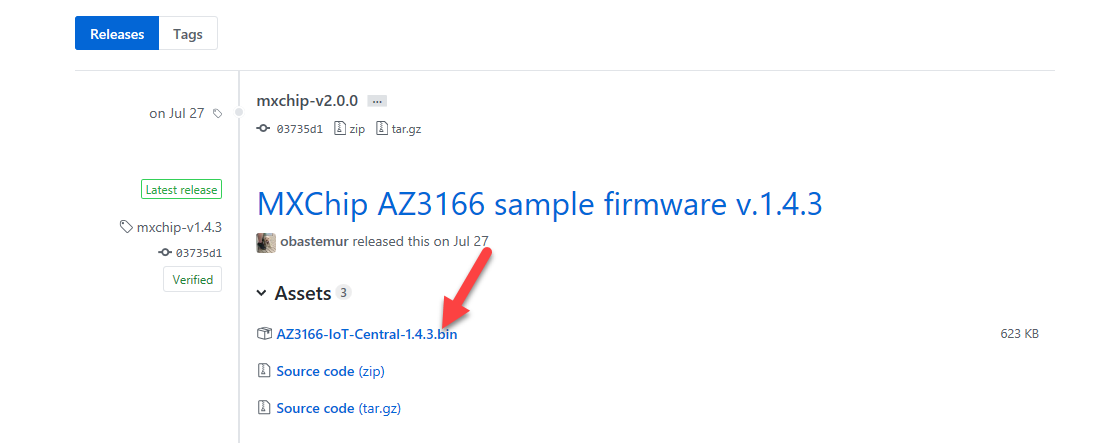 Releases Tags
on Jul 27
mxchip-v2.0.0 ...
03735d1 zip tar.gz
Latest release
mxchip-v1.4.3
03735d1
Verified
MXChip AZ3166 sample firmware v.1.4.3
obastemur released this on Jul 27
Assets 3
AZ3166-IoT-Central-1.4.3.bin 623 KB
Source code (zip)
Source code (tar.gz)